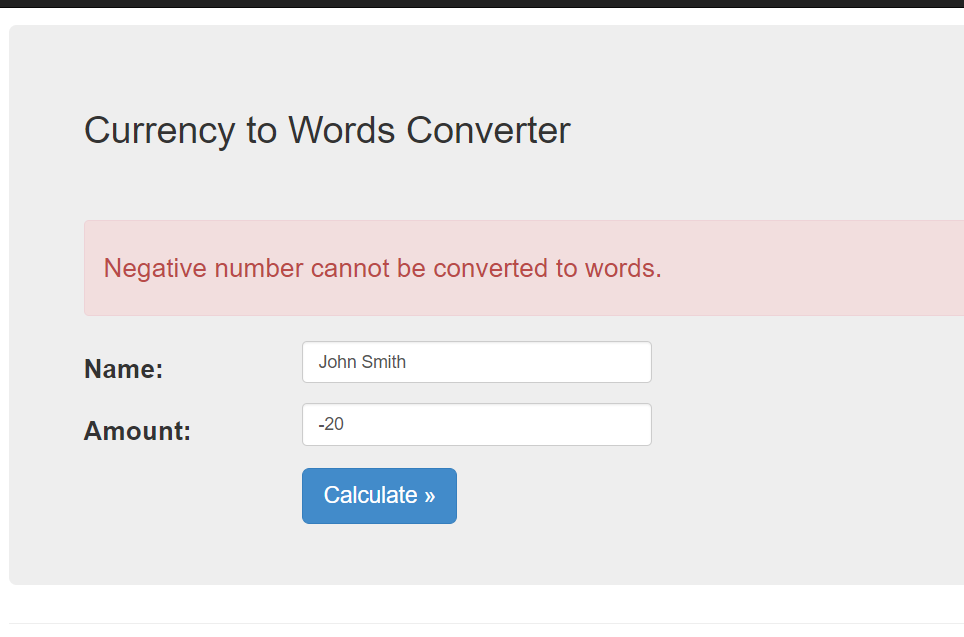 Currency to Words Converter
Negative number cannot be converted to words.
Name: John Smith
Amount: -20
Calculate »